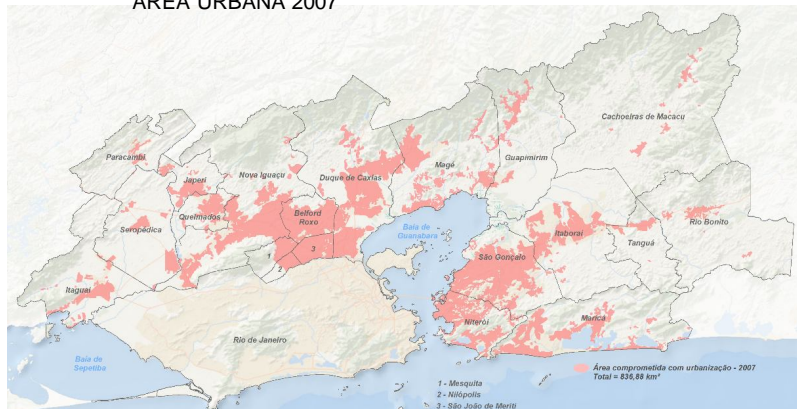 ÁREA URBANA 2007
Cachoeiras de Macacu
Paracambi
Japeri
Nova Iguaçu
Duque de Caxias
Magé
Guapimirim
Queimados
Belford
Roxo
Seropédica
Baía de
Guanabara
Itaboraí
Rio Bonito
Tanguá
São Gonçalo
1
2
3
Itaguaí
Rio de Janeiro
Niterói
Maricá
Baía de
Sepetiba
Área comprometida com urbanização - 2007
Total = 836,88 km²
1 - Mesquita
2 - Nilópolis
3 - São João de Meriti